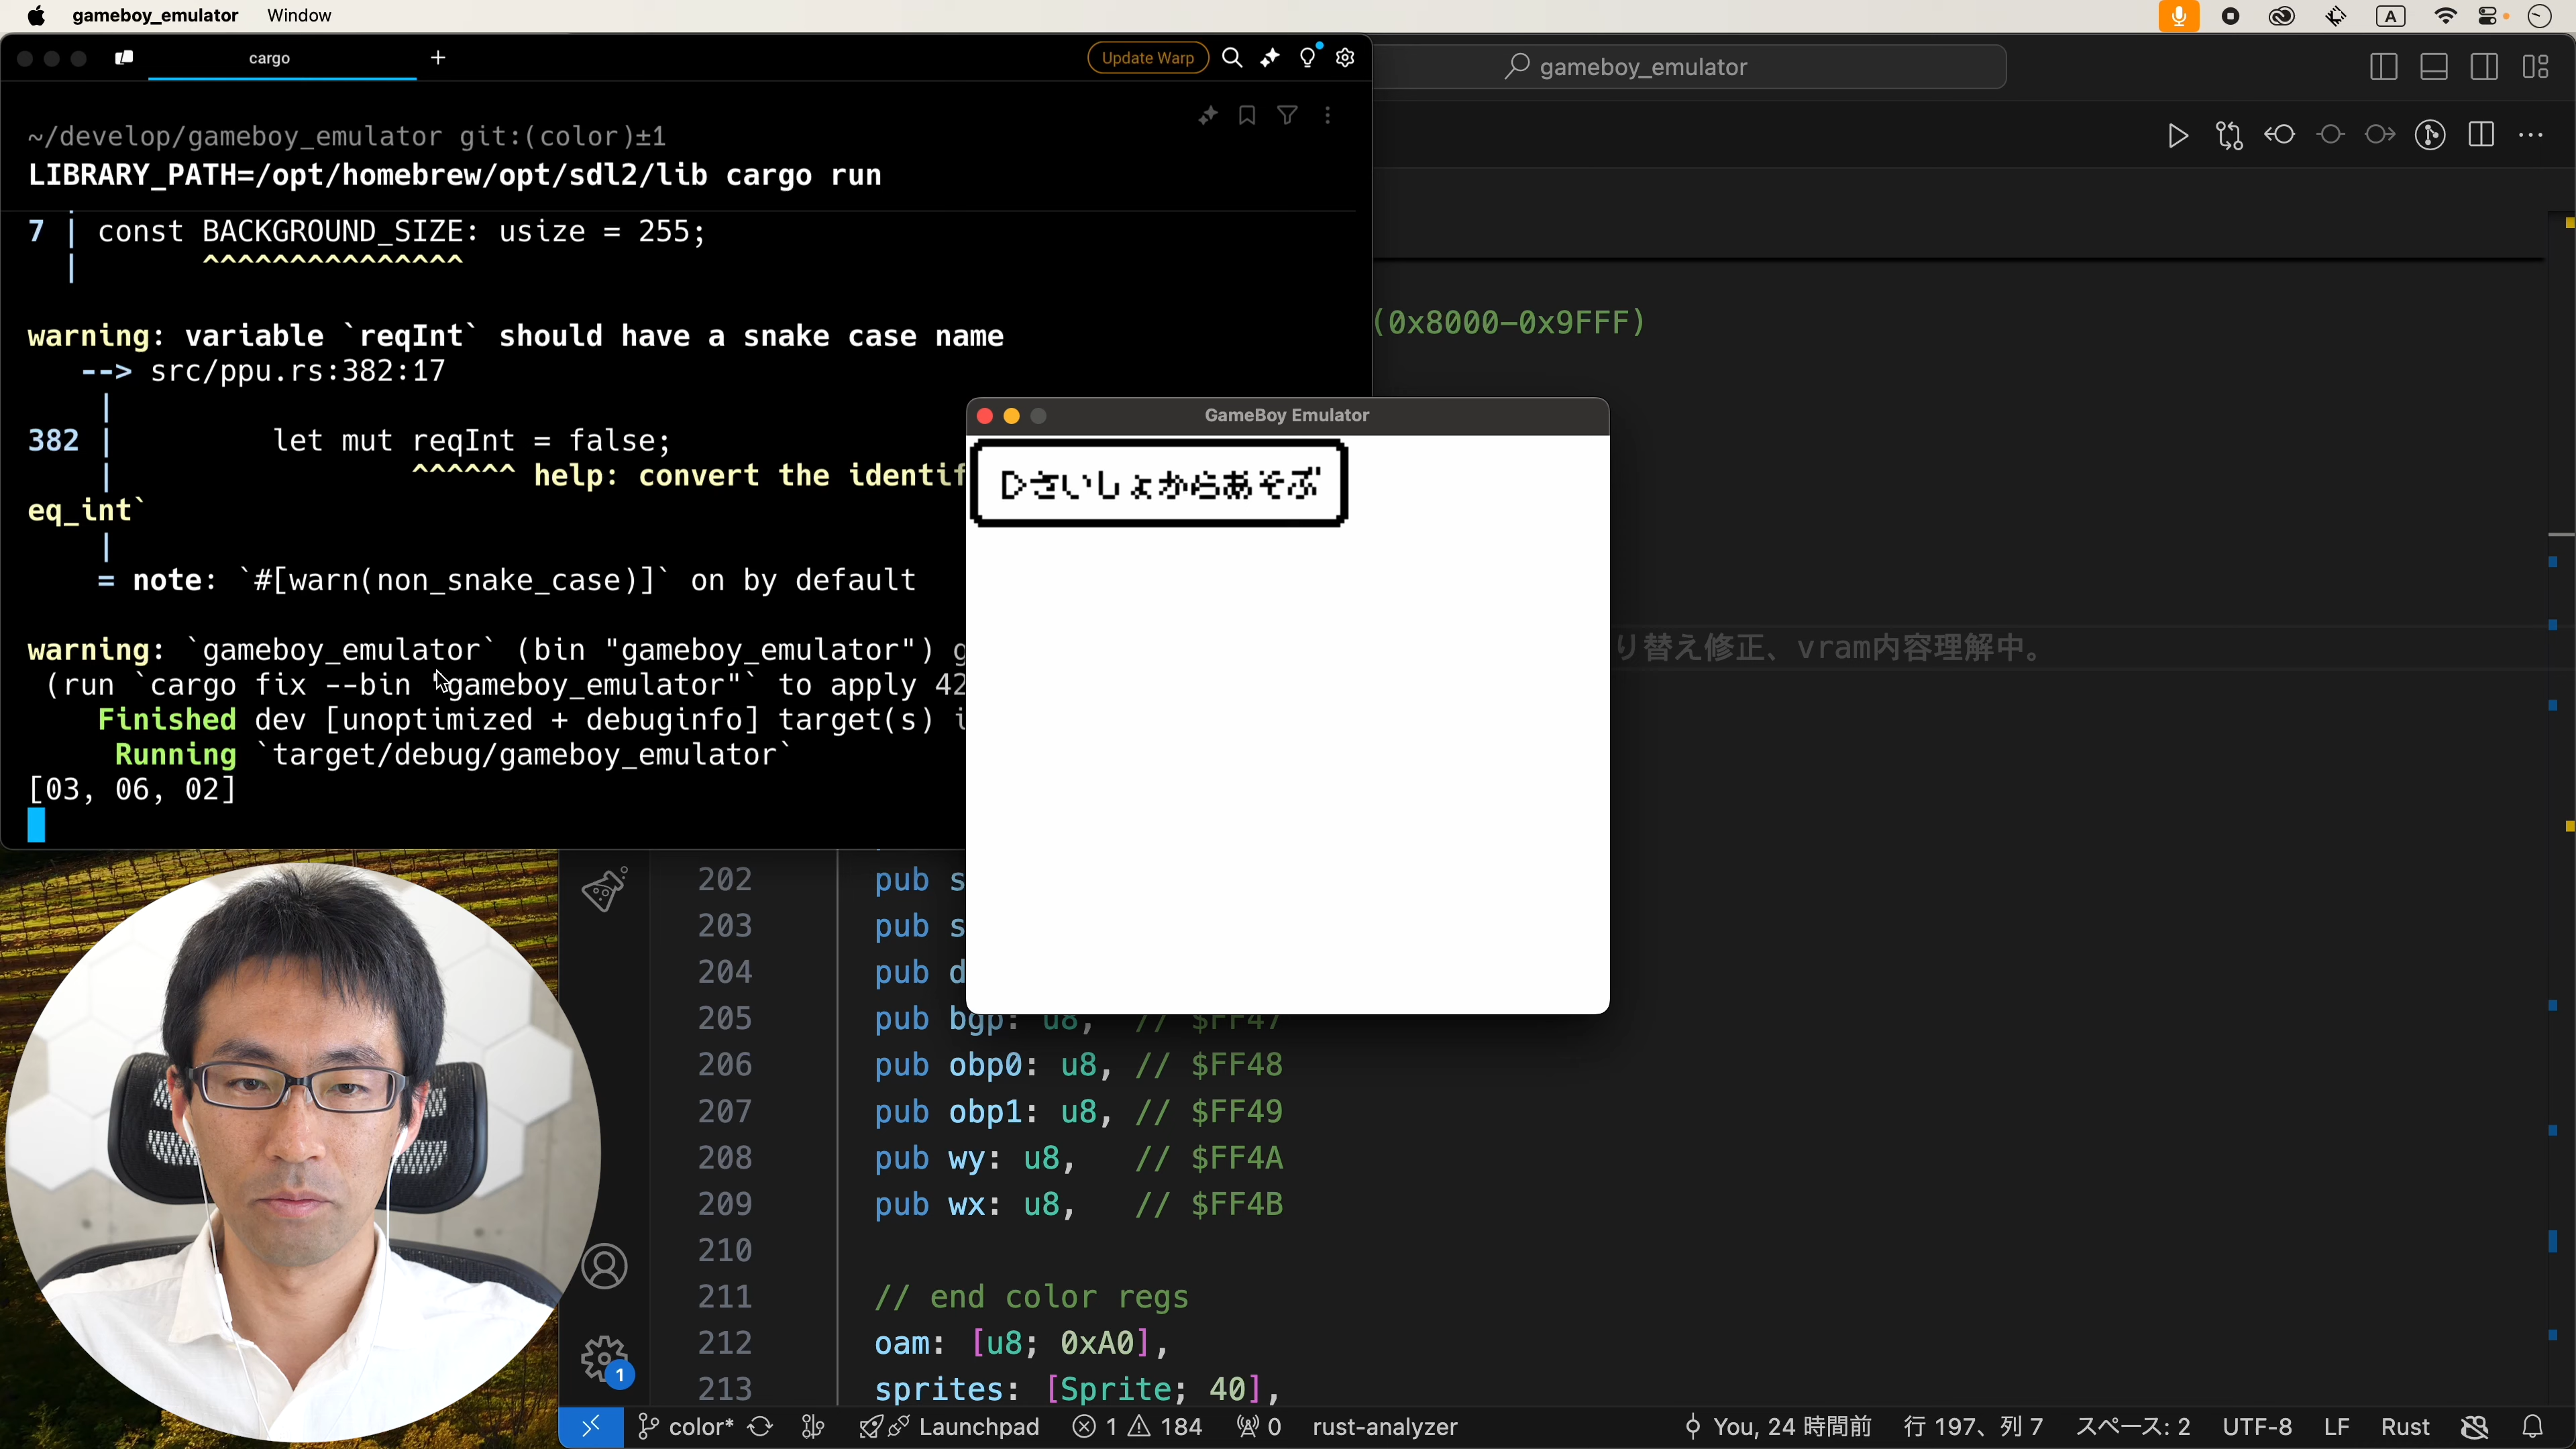 gameboy_emulator Window
A
cargo
+
Update Warp
gameboy_emulator
~/develop/gameboy_emulator git:(color)±1
LIBRARY_PATH=/opt/homebrew/opt/sdl2/lib cargo run
7 | const BACKGROUND_SIZE: usize = 255;
| ^^^^^^^^^^^^^^^
(0x8000-0x9FFF)
warning: variable `reqInt` should have a snake case name
--> src/ppu.rs:382:17
|
382 | let mut reqInt = false;
| ^^^^^^ help: convert the identif
eq_int`
|
= note: `#[warn(non_snake_case)]` on by default
GameBoy Emulator
▷さいしょからあそぶ
warning: `gameboy_emulator` (bin "gameboy_emulator") g
(run `cargo fix --bin "gameboy_emulator"` to apply 42
り替え修正、vram内容理解中。
Finished dev [unoptimized + debuginfo] target(s) i
Running `target/debug/gameboy_emulator`
[03, 06, 02]
202 pub s
203 pub s
204 pub d
205 pub bgp: u8, // $FF47
206 pub obp0: u8, // $FF48
207 pub obp1: u8, // $FF49
208 pub wy: u8, // $FF4A
209 pub wx: u8, // $FF4B
210
211 // end color regs
212 oam: [u8; 0xA0],
213 sprites: [Sprite; 40],
1
color* Launchpad 1 184 0 rust-analyzer You, 24 時間前 行 197、列 7 スペース: 2 UTF-8 LF Rust